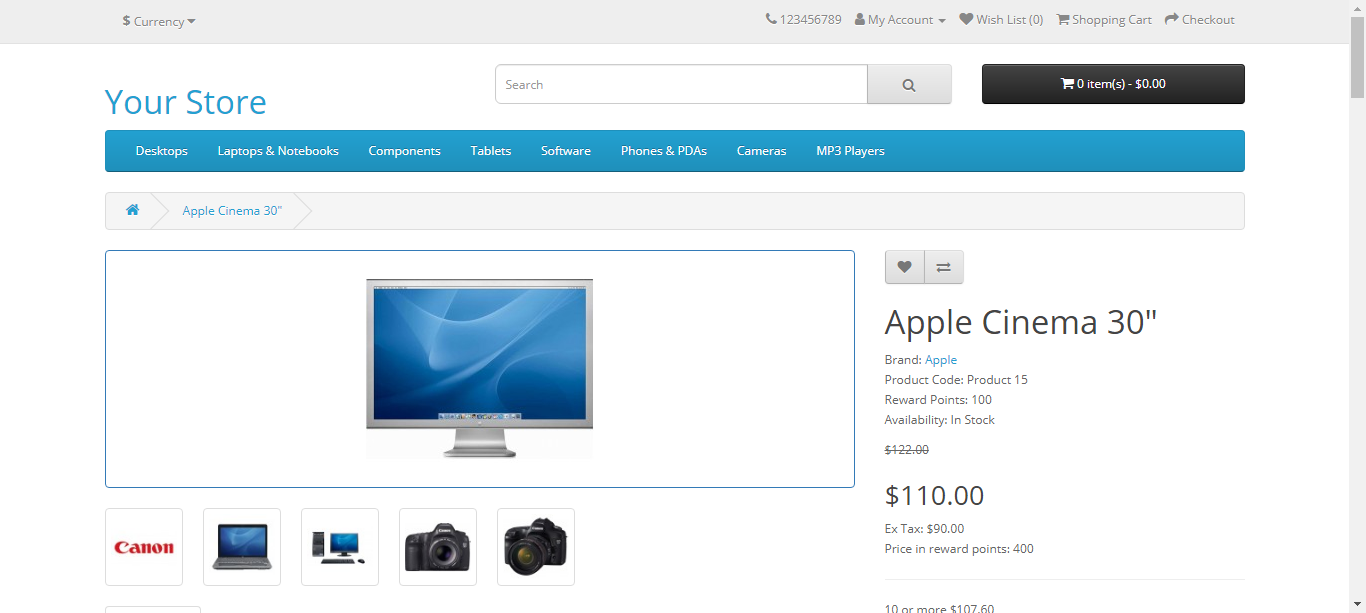 $ Currency
123456789 My Account Wish List (0) Shopping Cart Checkout
Your Store
Search
0 item(s) - $0.00
Desktops Laptops & Notebooks Components Tablets Software Phones & PDAs Cameras MP3 Players
Apple Cinema 30"
Apple Cinema 30"
Brand: Apple
Product Code: Product 15
Reward Points: 100
Availability: In Stock
$122.00
$110.00
Ex Tax: $90.00
Price in reward points: 400
Canon
10 or more $107.60